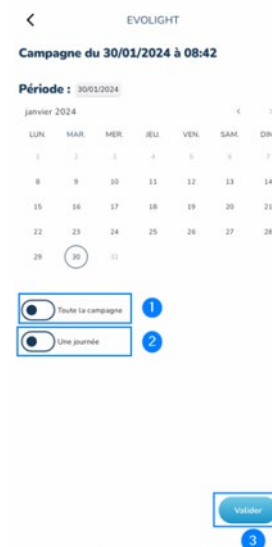 EVOLIGHT
Campagne du 30/01/2024 à 08:42
Période : 30/01/2024
janvier 2024 < >
LUN. MAR. MER. JEU. VEN. SAM. DIM
1 2 3 4 5 6 7
8 9 10 11 12 13 14
15 16 17 18 19 20 21
22 23 24 25 26 27 28
29 30 31
Toute la campagne 1
Une journée 2
Valider
3